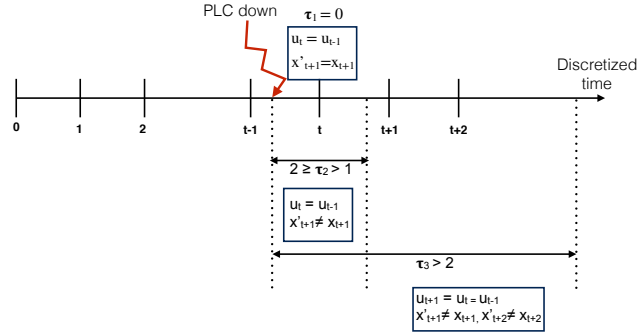 PLC down
τ₁ = 0
uₜ = uₜ₋₁
x'ₜ₊₁=xₜ₊₁
Discretized
time
0
1
2
t-1
t
t+1
t+2
2 ≥ τ₂ > 1
uₜ = uₜ₋₁
x'ₜ₊₁≠ xₜ₊₁
τ₃ > 2
uₜ₊₁ = uₜ = uₜ₋₁
x'ₜ₊₁≠ xₜ₊₁, x'ₜ₊₂≠ xₜ₊₂